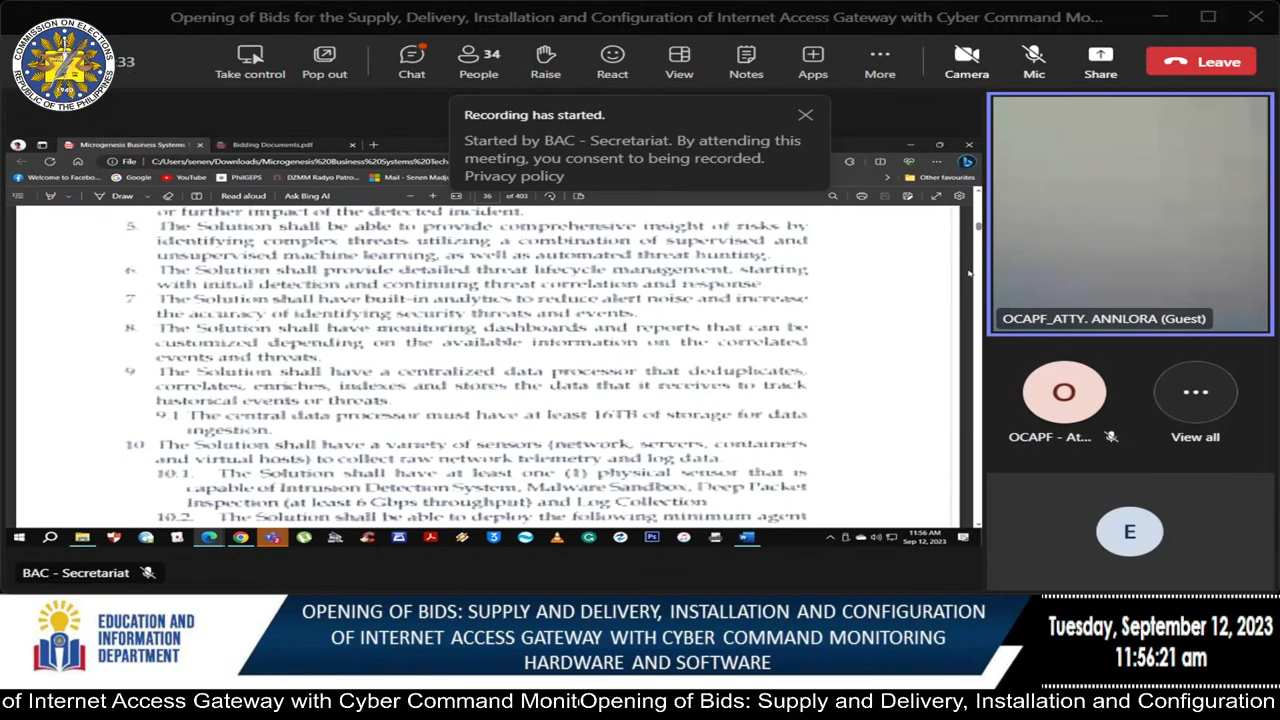 Opening of Bids for the Supply, Delivery, Installation and Configuration of Internet Access Gateway with Cyber Command Mo...
COMMISSION ON ELECTIONS
REPUBLIC OF THE PHILIPPINES
1940
33
Take control
Pop out
Chat
34
People
Raise
React
View
Notes
Apps
More
Camera
Mic
Share
Leave
Recording has started.
Started by BAC - Secretariat. By attending this
meeting, you consent to being recorded.
Privacy policy
Microgenesis Business Systems
Bidding Documents.pdf
File
C:/Users/senen/Downloads/Microgenesis%20Business%20Systems%20Tech
Welcome to Facebo...
Google
YouTube
PhilGEPS
DZMM Radyo Patro...
Mail - Senen Madj
Other favourites
Draw
Read aloud
Ask Bing AI
36
of 403
or further impact of the detected incident.
5. The Solution shall be able to provide comprehensive insight of risks by
identifying complex threats utilizing a combination of supervised and
unsupervised machine learning, as well as automated threat hunting.
6. The Solution shall provide detailed threat lifecycle management, starting
with initial detection and continuing threat correlation and response
7 The Solution shall have built-in analytics to reduce alert noise and increase
the accuracy of identifying security threats and events.
8. The Solution shall have monitoring dashboards and reports that can be
customized depending on the available information on the correlated
events and threats.
9 The Solution shall have a centralized data processor that deduplicates,
correlates, enriches, indexes and stores the data that it receives to track
historical events or threats.
9.1 The central data processor must have at least 16TB of storage for data
ingestion.
10 The Solution shall have a variety of sensors (network, servers, containers
and virtual hosts) to collect raw network telemetry and log data.
10.1. The Solution shall have at least one (1) physical sensor that is
capable of Intrusion Detection System, Malware Sandbox, Deep Packet
Inspection (at least 6 Gbps throughput) and Log Collection
10.2. The Solution shall be able to deploy the following minimum agent
11:56 AM
Sep 12, 2023
BAC - Secretariat
OCAPF_ATTY. ANNLORA (Guest)
O
OCAPF - At...
View all
E
EDUCATION AND
INFORMATION
DEPARTMENT
OPENING OF BIDS: SUPPLY AND DELIVERY, INSTALLATION AND CONFIGURATION
OF INTERNET ACCESS GATEWAY WITH CYBER COMMAND MONITORING
HARDWARE AND SOFTWARE
Tuesday, September 12, 2023
11:56:21 am
of Internet Access Gateway with Cyber Command Monit
Opening of Bids: Supply and Delivery, Installation and Configuration